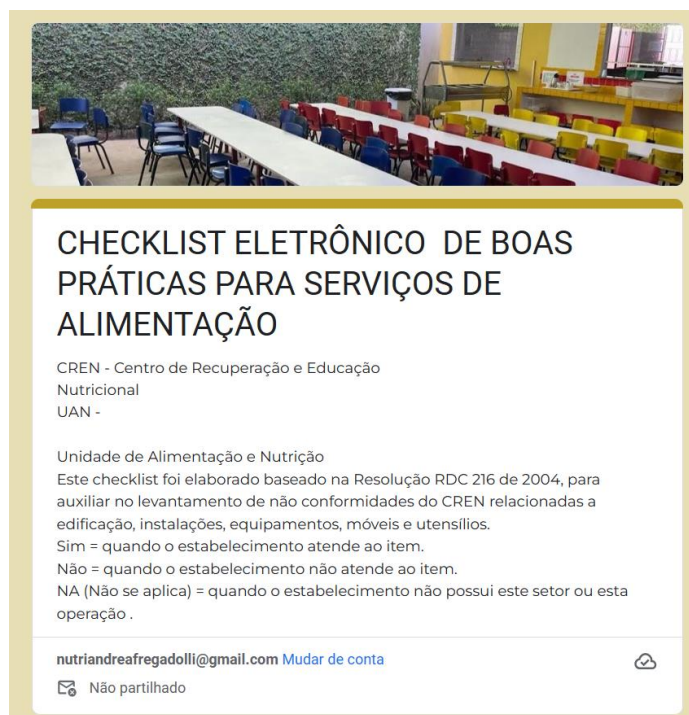 CHECKLIST ELETRÔNICO  DE BOAS
PRÁTICAS PARA SERVIÇOS DE
ALIMENTAÇÃO
CREN - Centro de Recuperação e Educação
Nutricional
UAN -
Unidade de Alimentação e Nutrição
Este checklist foi elaborado baseado na Resolução RDC 216 de 2004, para
auxiliar no levantamento de não conformidades do CREN relacionadas a
edificação, instalações, equipamentos, móveis e utensílios.
Sim = quando o estabelecimento atende ao item.
Não = quando o estabelecimento não atende ao item.
NA (Não se aplica) = quando o estabelecimento não possui este setor ou esta
operação .
nutriandreafregadolli@gmail.com Mudar de conta
Não partilhado